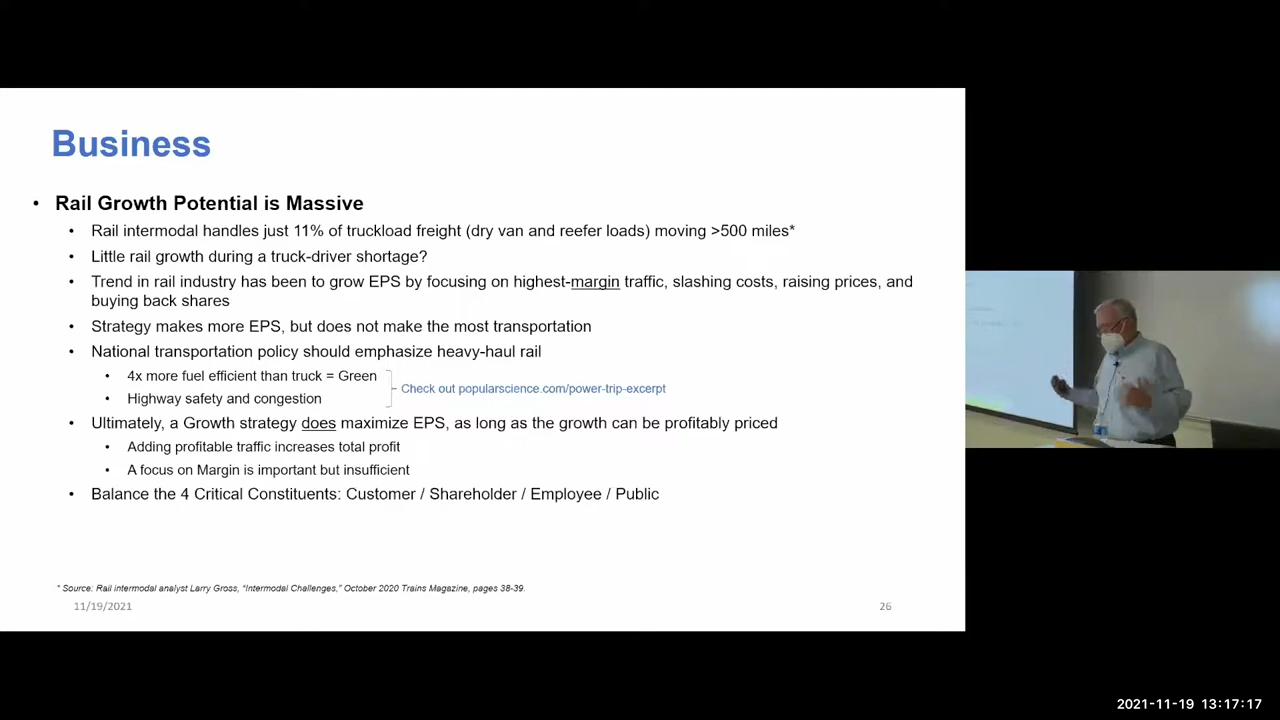 Business
• Rail Growth Potential is Massive
• Rail intermodal handles just 11% of truckload freight (dry van and reefer loads) moving >500 miles*
• Little rail growth during a truck-driver shortage?
• Trend in rail industry has been to grow EPS by focusing on highest-margin traffic, slashing costs, raising prices, and
buying back shares
• Strategy makes more EPS, but does not make the most transportation
• National transportation policy should emphasize heavy-haul rail
• 4x more fuel efficient than truck = Green
• Highway safety and congestion
Check out popularscience.com/power-trip-excerpt
• Ultimately, a Growth strategy does maximize EPS, as long as the growth can be profitably priced
• Adding profitable traffic increases total profit
• A focus on Margin is important but insufficient
• Balance the 4 Critical Constituents: Customer / Shareholder / Employee / Public
* Source: Rail intermodal analyst Larry Gross, "Intermodal Challenges," October 2020 Trains Magazine, pages 38-39.
11/19/2021
26
2021-11-19 13:17:17